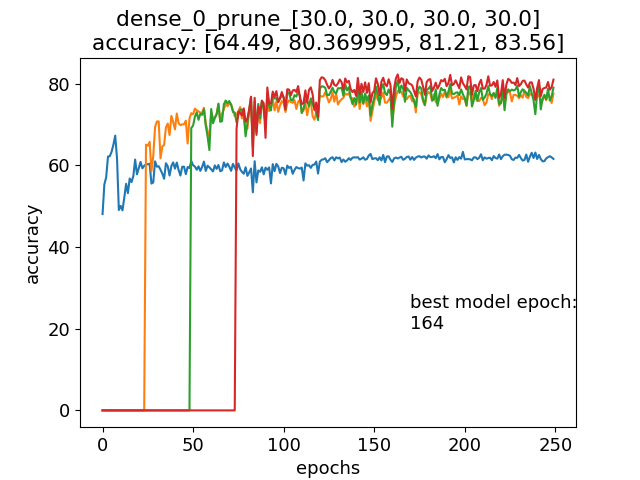 dense_0_prune_[30.0, 30.0, 30.0, 30.0]
accuracy: [64.49, 80.369995, 81.21, 83.56]
80
60
40
20
0
accuracy
best model epoch:
164
0 50 100 150 200 250
epochs